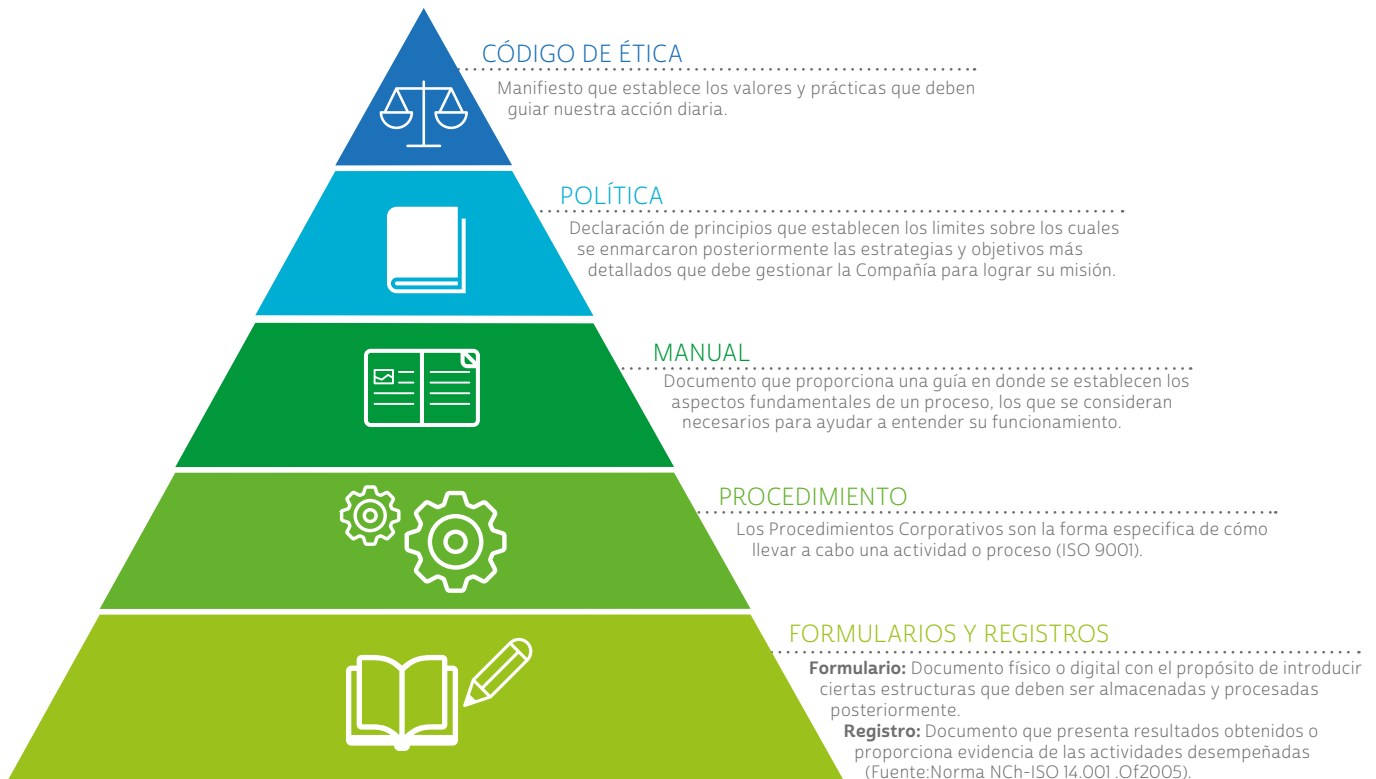 CÓDIGO DE ÉTICA
Manifiesto que establece los valores y prácticas que deben
guiar nuestra acción diaria.
POLÍTICA
Declaración de principios que establecen los limites sobre los cuales
se enmarcaron posteriormente las estrategias y objetivos más
detallados que debe gestionar la Compañía para lograr su misión.
MANUAL
Documento que proporciona una guía en donde se establecen los
aspectos fundamentales de un proceso, los que se consideran
necesarios para ayudar a entender su funcionamiento.
PROCEDIMIENTO
Los Procedimientos Corporativos son la forma especifica de cómo
llevar a cabo una actividad o proceso (ISO 9001).
FORMULARIOS Y REGISTROS
Formulario: Documento físico o digital con el propósito de introducir
ciertas estructuras que deben ser almacenadas y procesadas
posteriormente.
Registro: Documento que presenta resultados obtenidos o
proporciona evidencia de las actividades desempeñadas
(Fuente:Norma NCh-ISO 14.001 .Of2005).